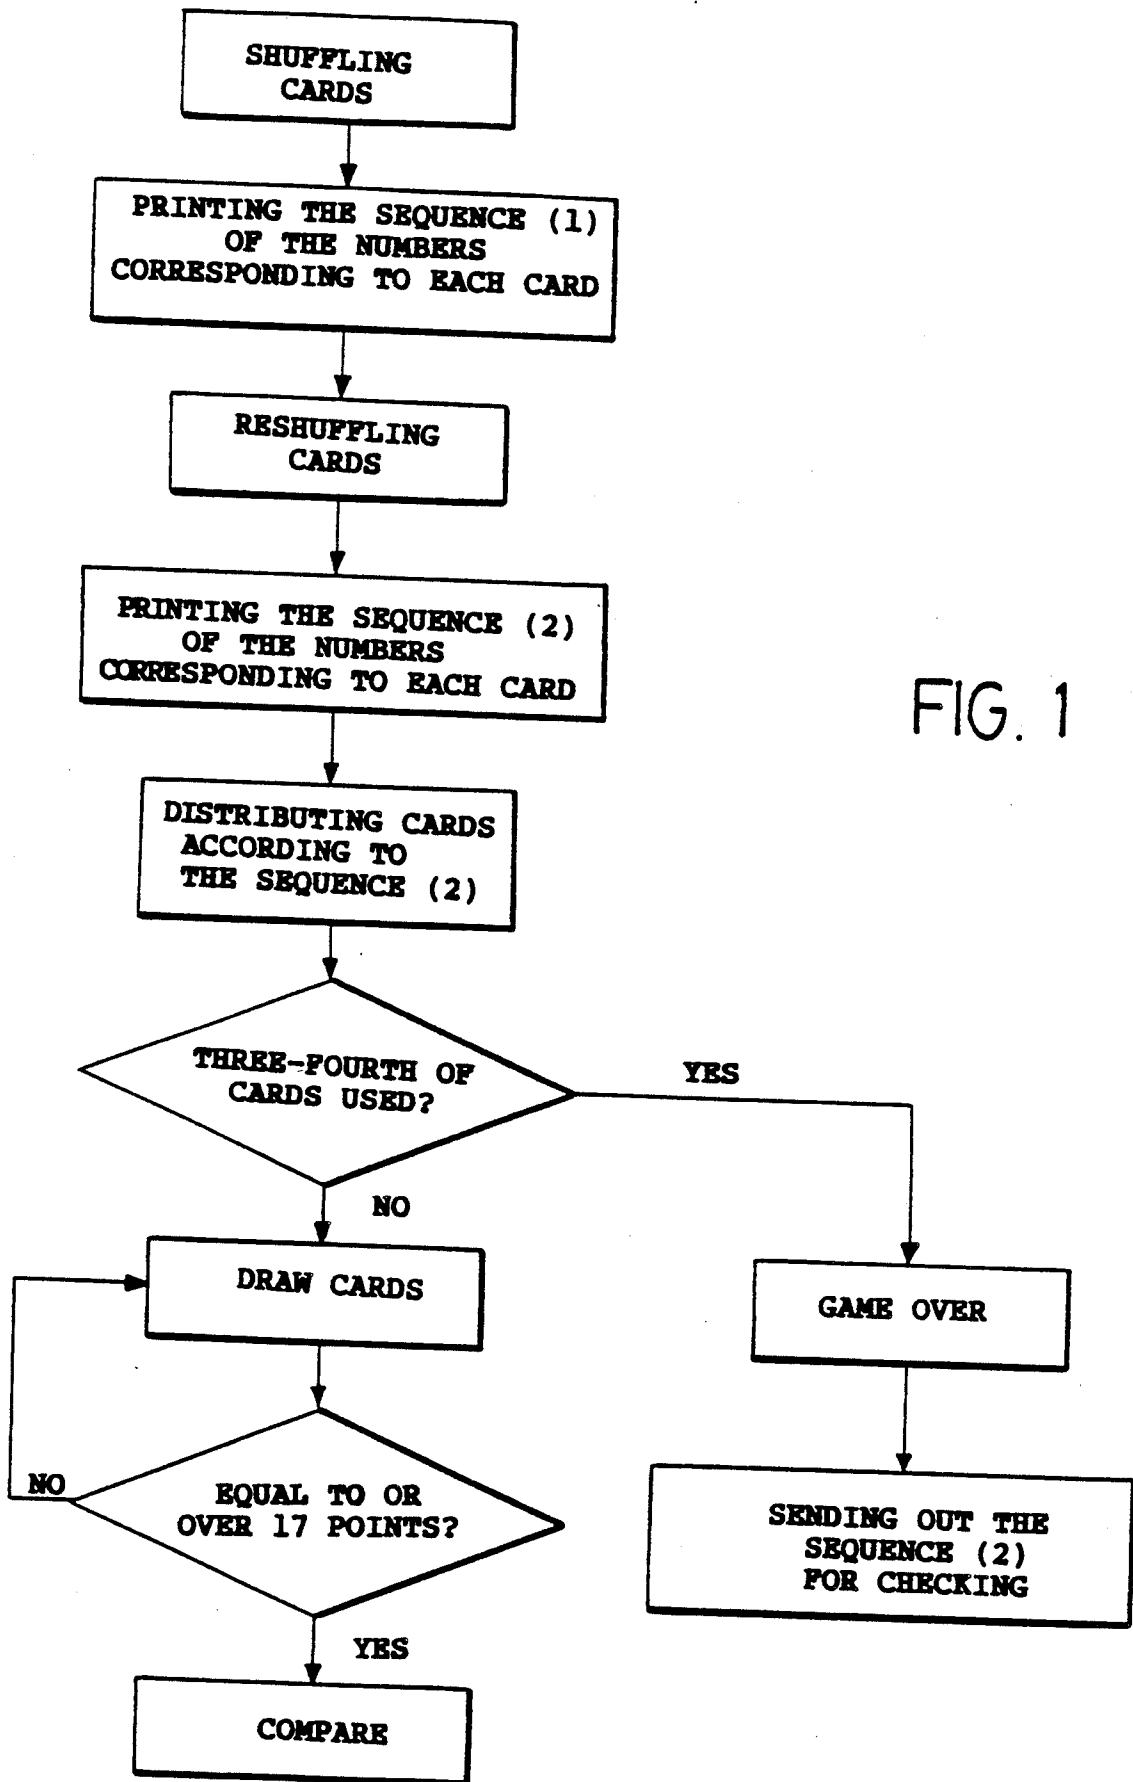 SHUFFLING
CARDS
PRINTING THE SEQUENCE (1)
OF THE NUMBERS
CORRESPONDING TO EACH CARD
RESHUFFLING
CARDS
PRINTING THE SEQUENCE (2)
OF THE NUMBERS
CORRESPONDING TO EACH CARD
FIG. 1
DISTRIBUTING CARDS
ACCORDING TO
THE SEQUENCE (2)
THREE-FOURTH OF
CARDS USED?
YES
NO
DRAW CARDS
GAME OVER
NO
EQUAL TO OR
OVER 17 POINTS?
SENDING OUT THE
SEQUENCE (2)
FOR CHECKING
YES
COMPARE